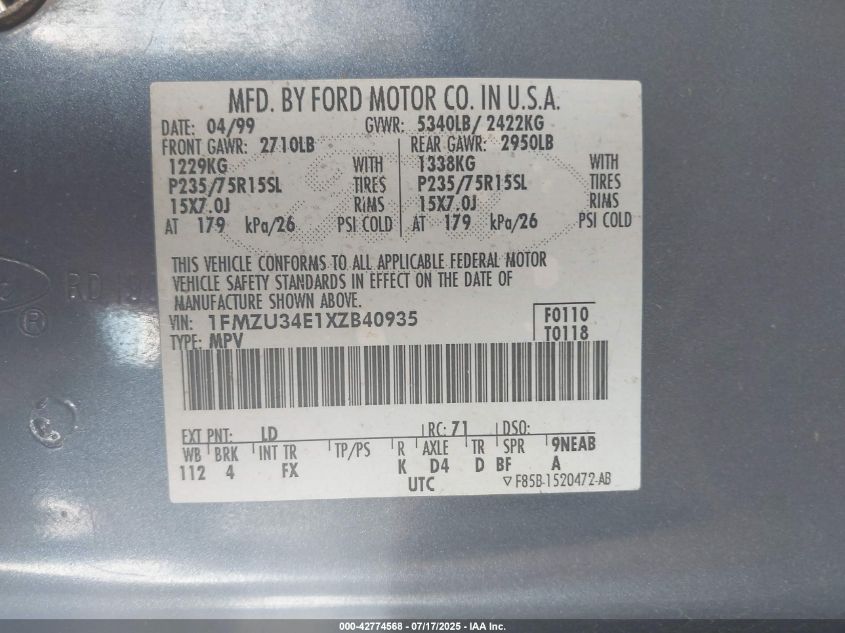 MFD. BY FORD MOTOR CO. IN U.S.A.
DATE: 04/99 GVWR: 5340LB/ 2422KG
FRONT GAWR: 2710LB REAR GAWR: 2950LB
1229KG WITH 1338KG WITH
P235/75R15SL TIRES P235/75R15SL TIRES
15X7.0J RIMS 15X7.0J RIMS
AT 179 kPa/26 PSI COLD AT 179 kPa/26 PSI COLD
THIS VEHICLE CONFORMS TO ALL APPLICABLE FEDERAL MOTOR
VEHICLE SAFETY STANDARDS IN EFFECT ON THE DATE OF
MANUFACTURE SHOWN ABOVE.
VIN: 1FMZU34E1XZB40935 F0110
TYPE: MPV T0118
EXT PNT: LD RC: 71 DSO:
WB BRK INT TR TP/PS R AXLE TR SPR 9NEAB
112 4 FX K D4 D BF A
UTC ▽F85B-1520472-AB
000-42774568 - 07/17/2025 - IAA Inc.